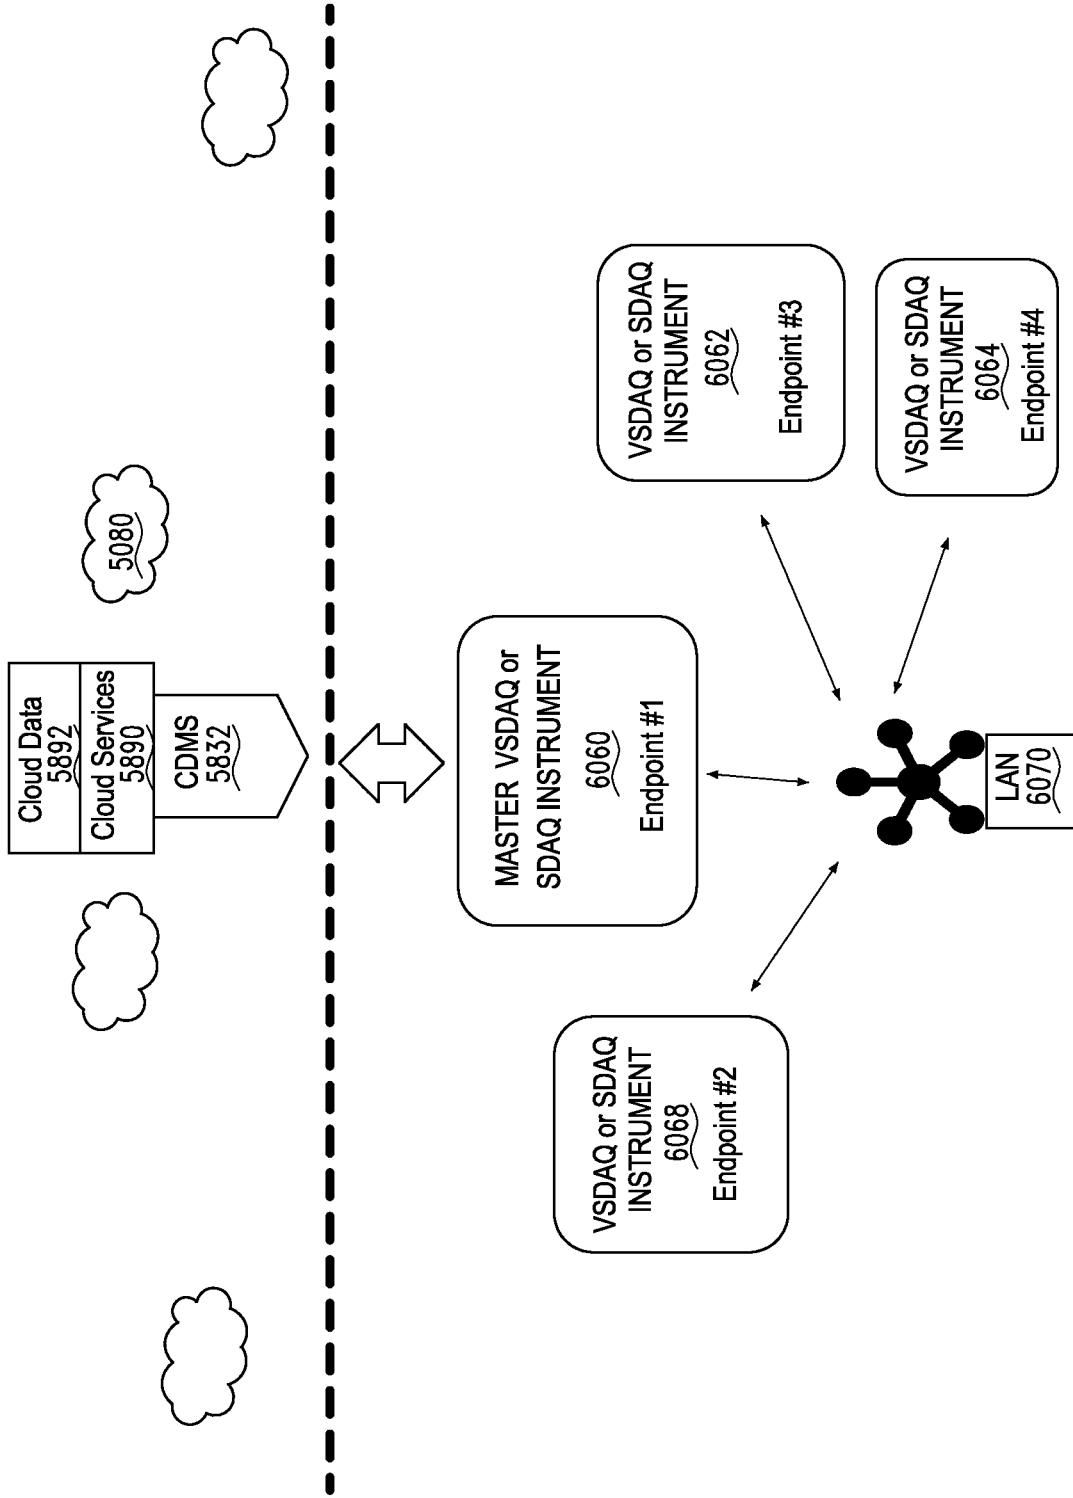 Cloud Data
5892
Cloud Services
5890
CDMS
5832
5080
MASTER VSDAQ or
SDAQ INSTRUMENT
6060
Endpoint #1
VSDAQ or SDAQ
INSTRUMENT
6068
Endpoint #2
VSDAQ or SDAQ
INSTRUMENT
6062
Endpoint #3
VSDAQ or SDAQ
INSTRUMENT
6064
Endpoint #4
LAN
6070